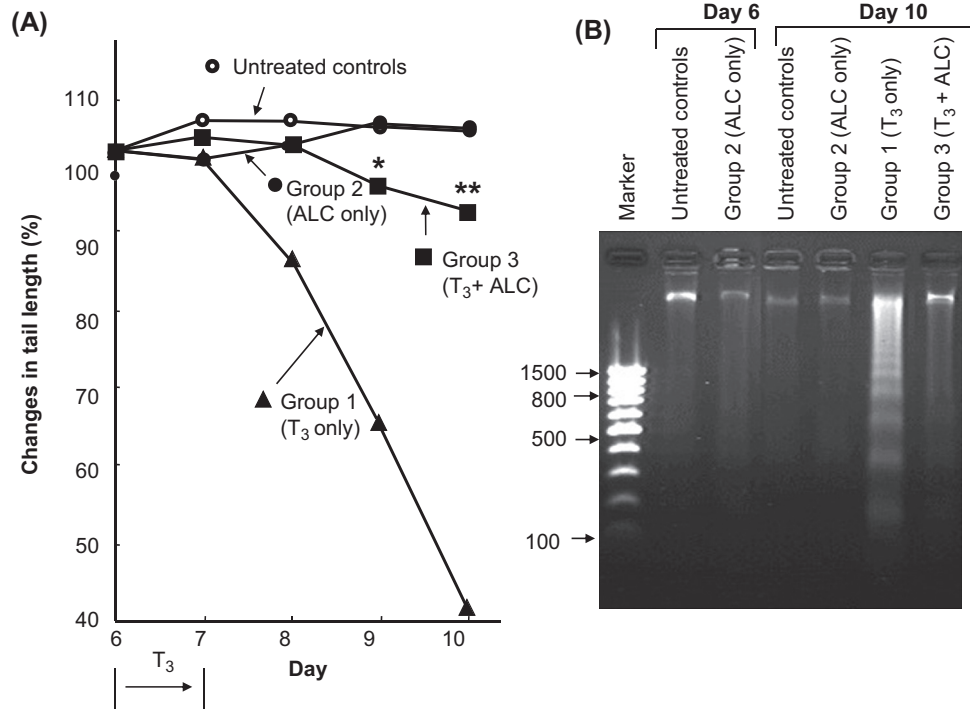 (A)
Untreated controls
110
100
90
80
70
60
50
40
Changes in tail length (%)
Group 2
(ALC only)
*
**
Group 3
(T3+ ALC)
Group 1
(T3 only)
6
7
8
9
10
Day
T3
(B)
Day 6
Day 10
Marker
Untreated controls
Group 2 (ALC only)
Untreated controls
Group 2 (ALC only)
Group 1 (T3 only)
Group 3 (T3 + ALC)
1500
800
500
100